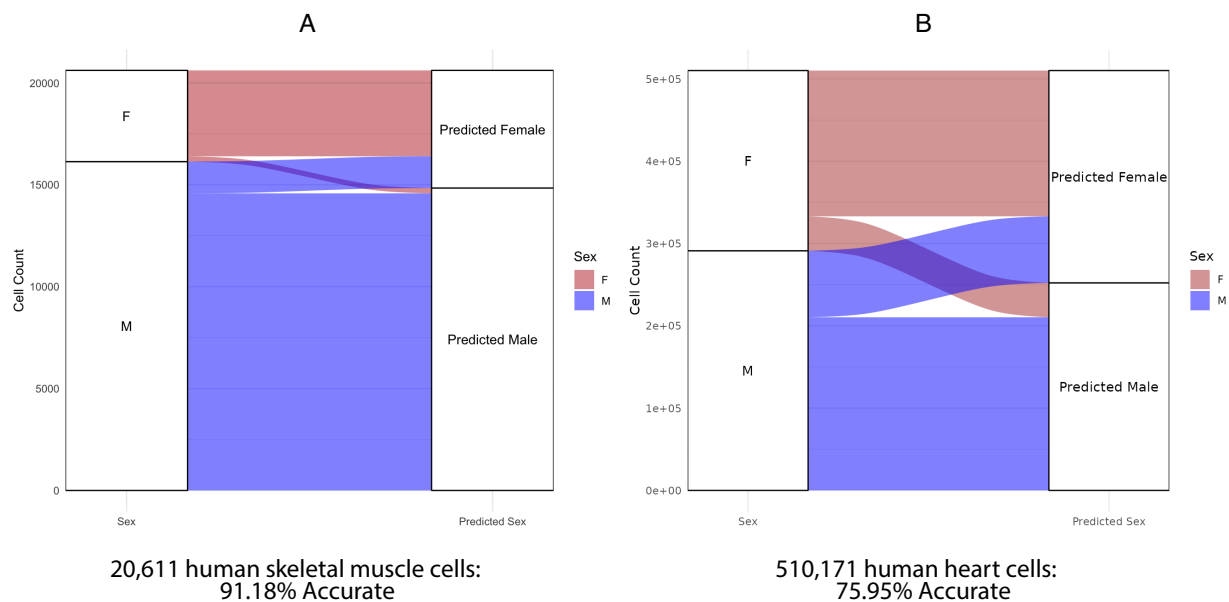 A
20000
15000
10000
5000
0
Cell Count
F
M
Predicted Female
Predicted Male
Sex
F
M
Sex
Predicted Sex
20,611 human skeletal muscle cells:
91.18% Accurate
B
5e+05
4e+05
3e+05
2e+05
1e+05
0e+00
Cell Count
F
M
Predicted Female
Predicted Male
Sex
F
M
Sex
Predicted Sex
510,171 human heart cells:
75.95% Accurate